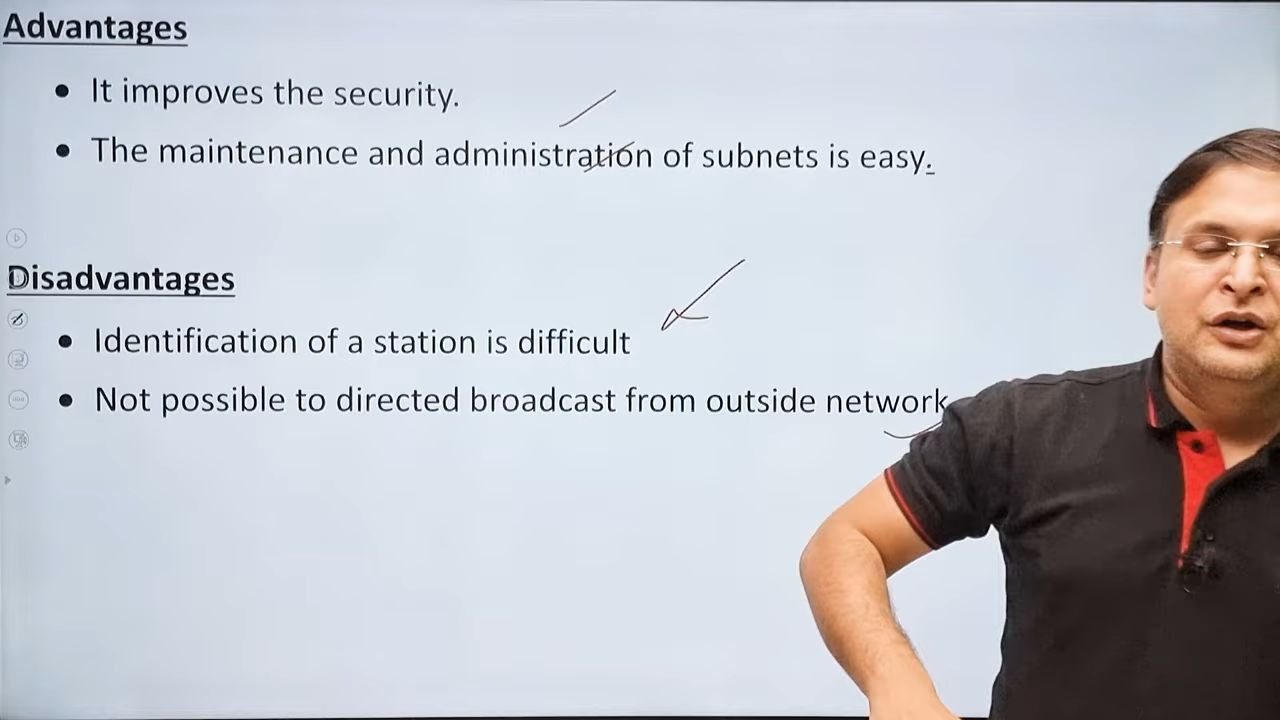 Advantages
• It improves the security.
• The maintenance and administration of subnets is easy.
Disadvantages
• Identification of a station is difficult
• Not possible to directed broadcast from outside network